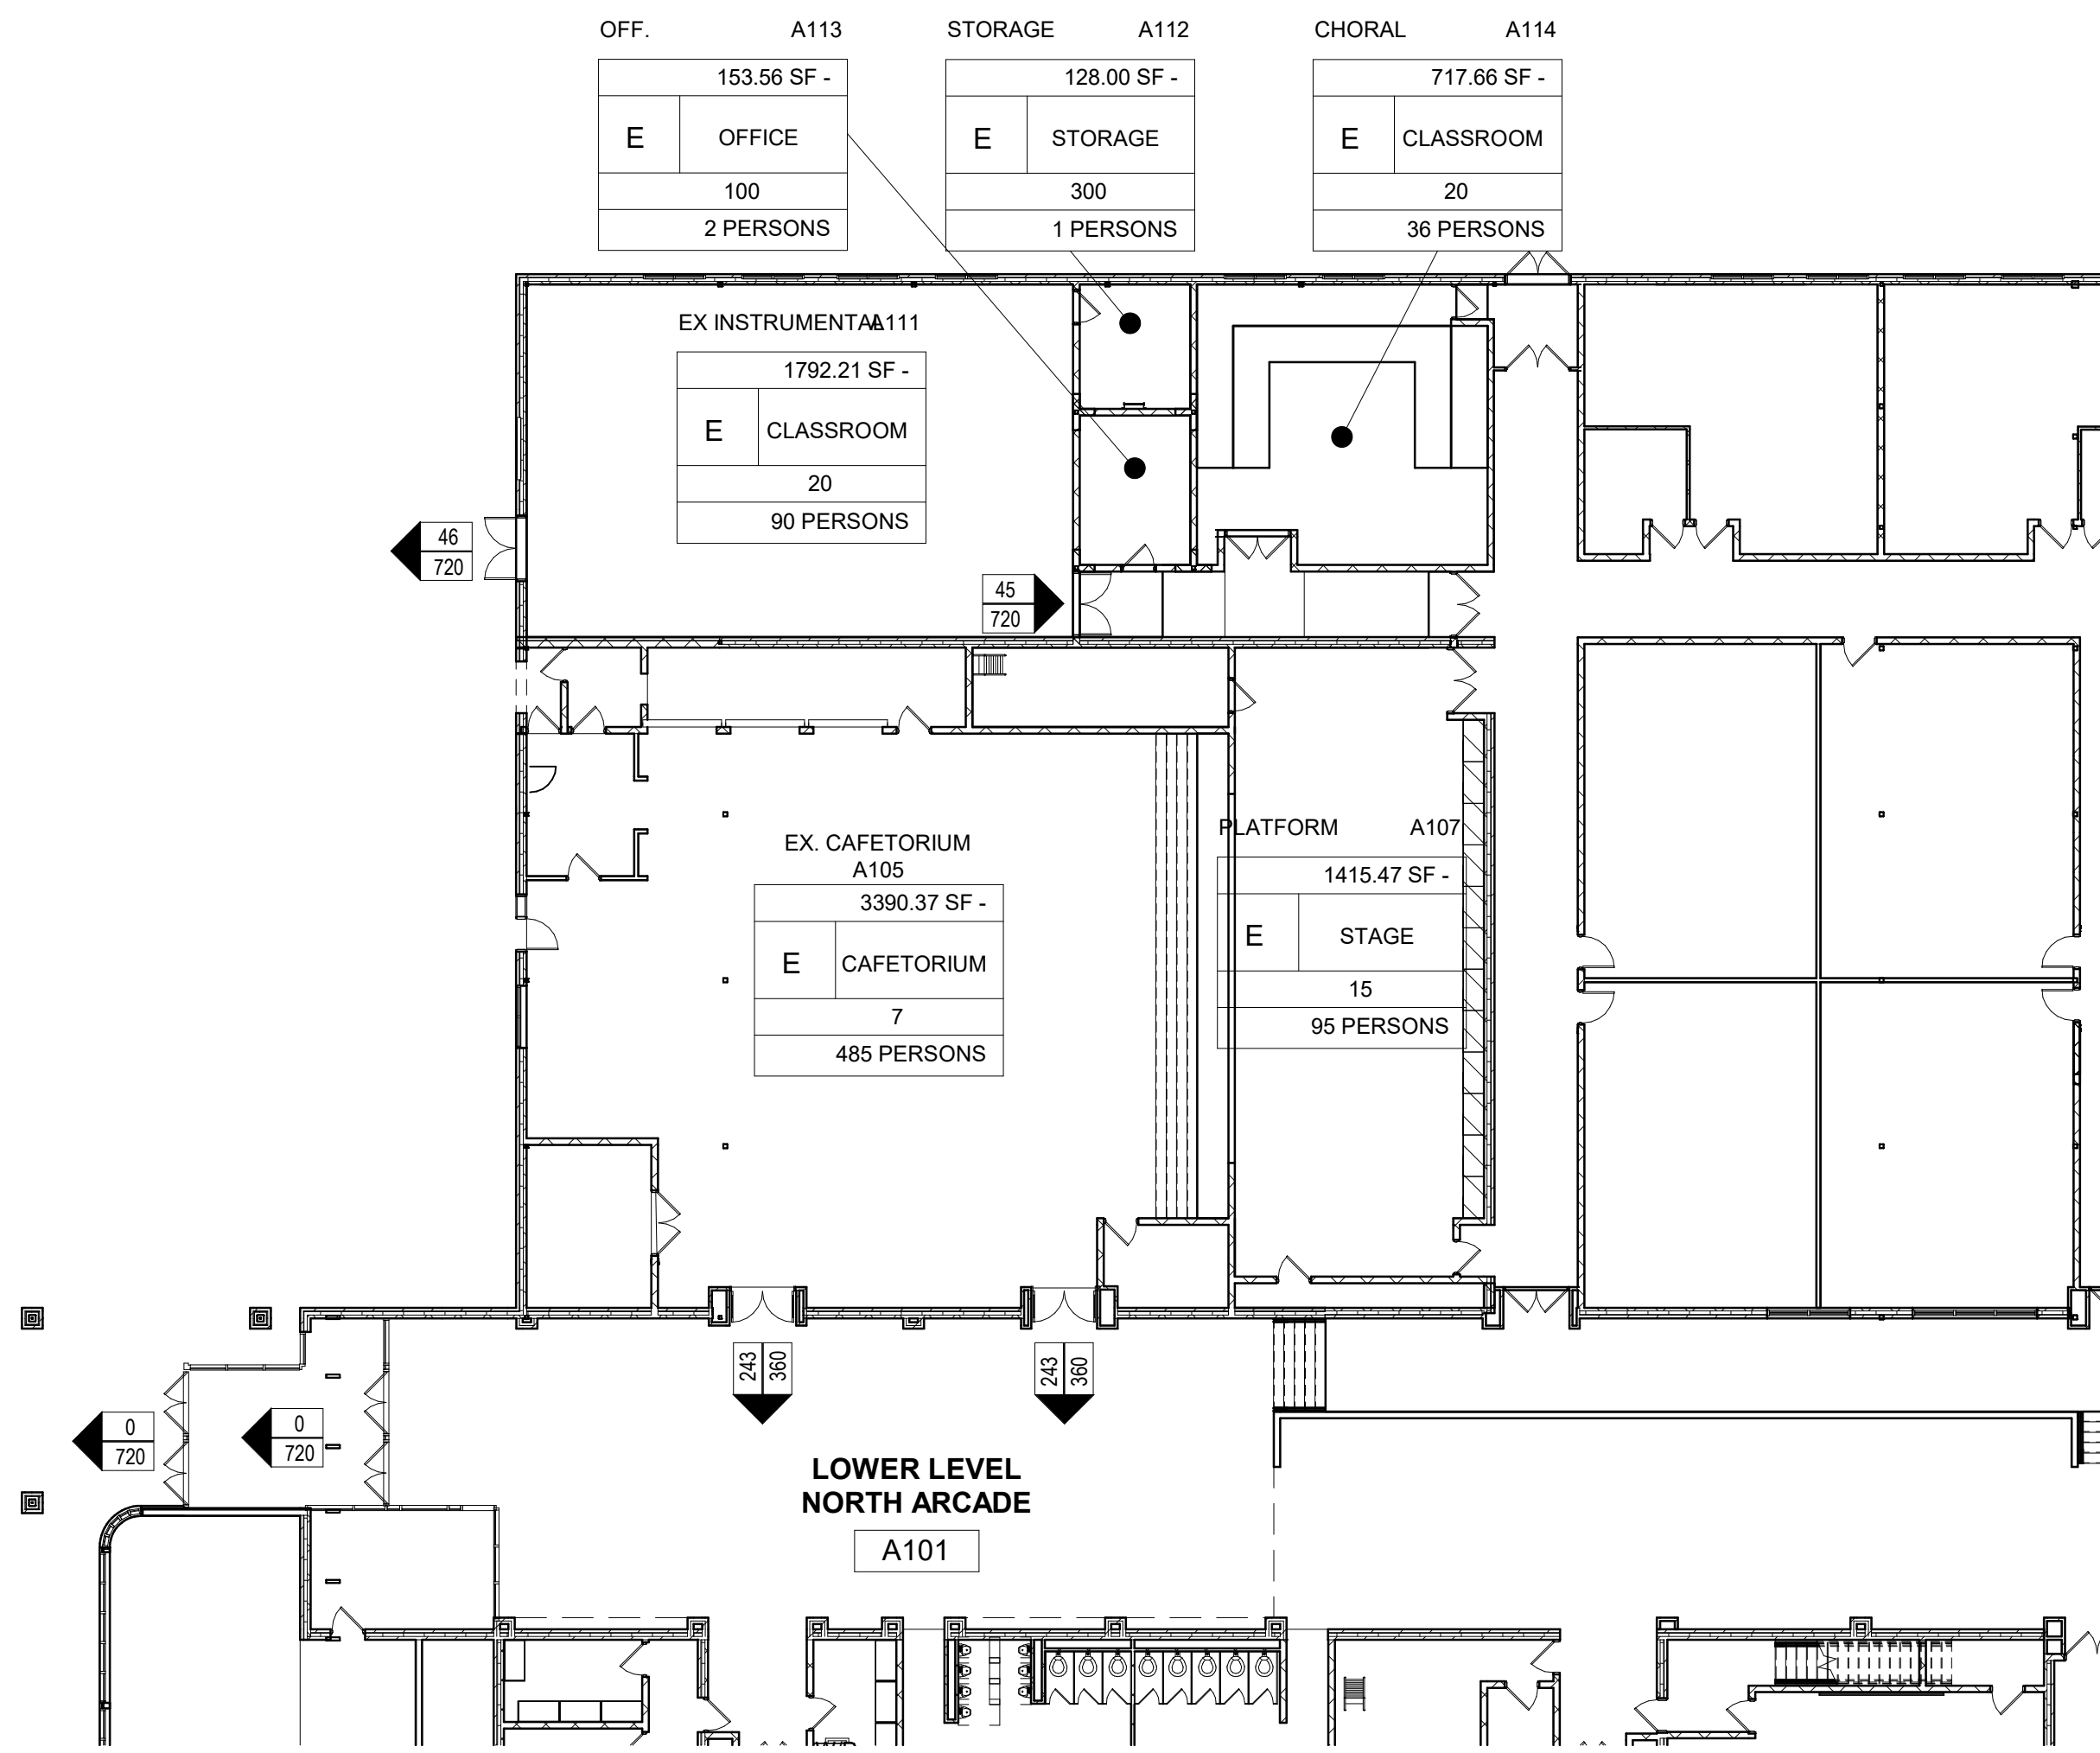 OFF. A113
153.56 SF -
E OFFICE
100
2 PERSONS
STORAGE A112
128.00 SF -
E STORAGE
300
1 PERSONS
CHORAL A114
717.66 SF -
E CLASSROOM
20
36 PERSONS
EX INSTRUMENTAL A111
1792.21 SF -
E CLASSROOM
20
90 PERSONS
46
720
45
720
EX. CAFETORIUM
A105
3390.37 SF -
E CAFETORIUM
7
485 PERSONS
PLATFORM A107
1415.47 SF -
E STAGE
15
95 PERSONS
243
360
243
360
0
720
0
720
LOWER LEVEL
NORTH ARCADE
A101